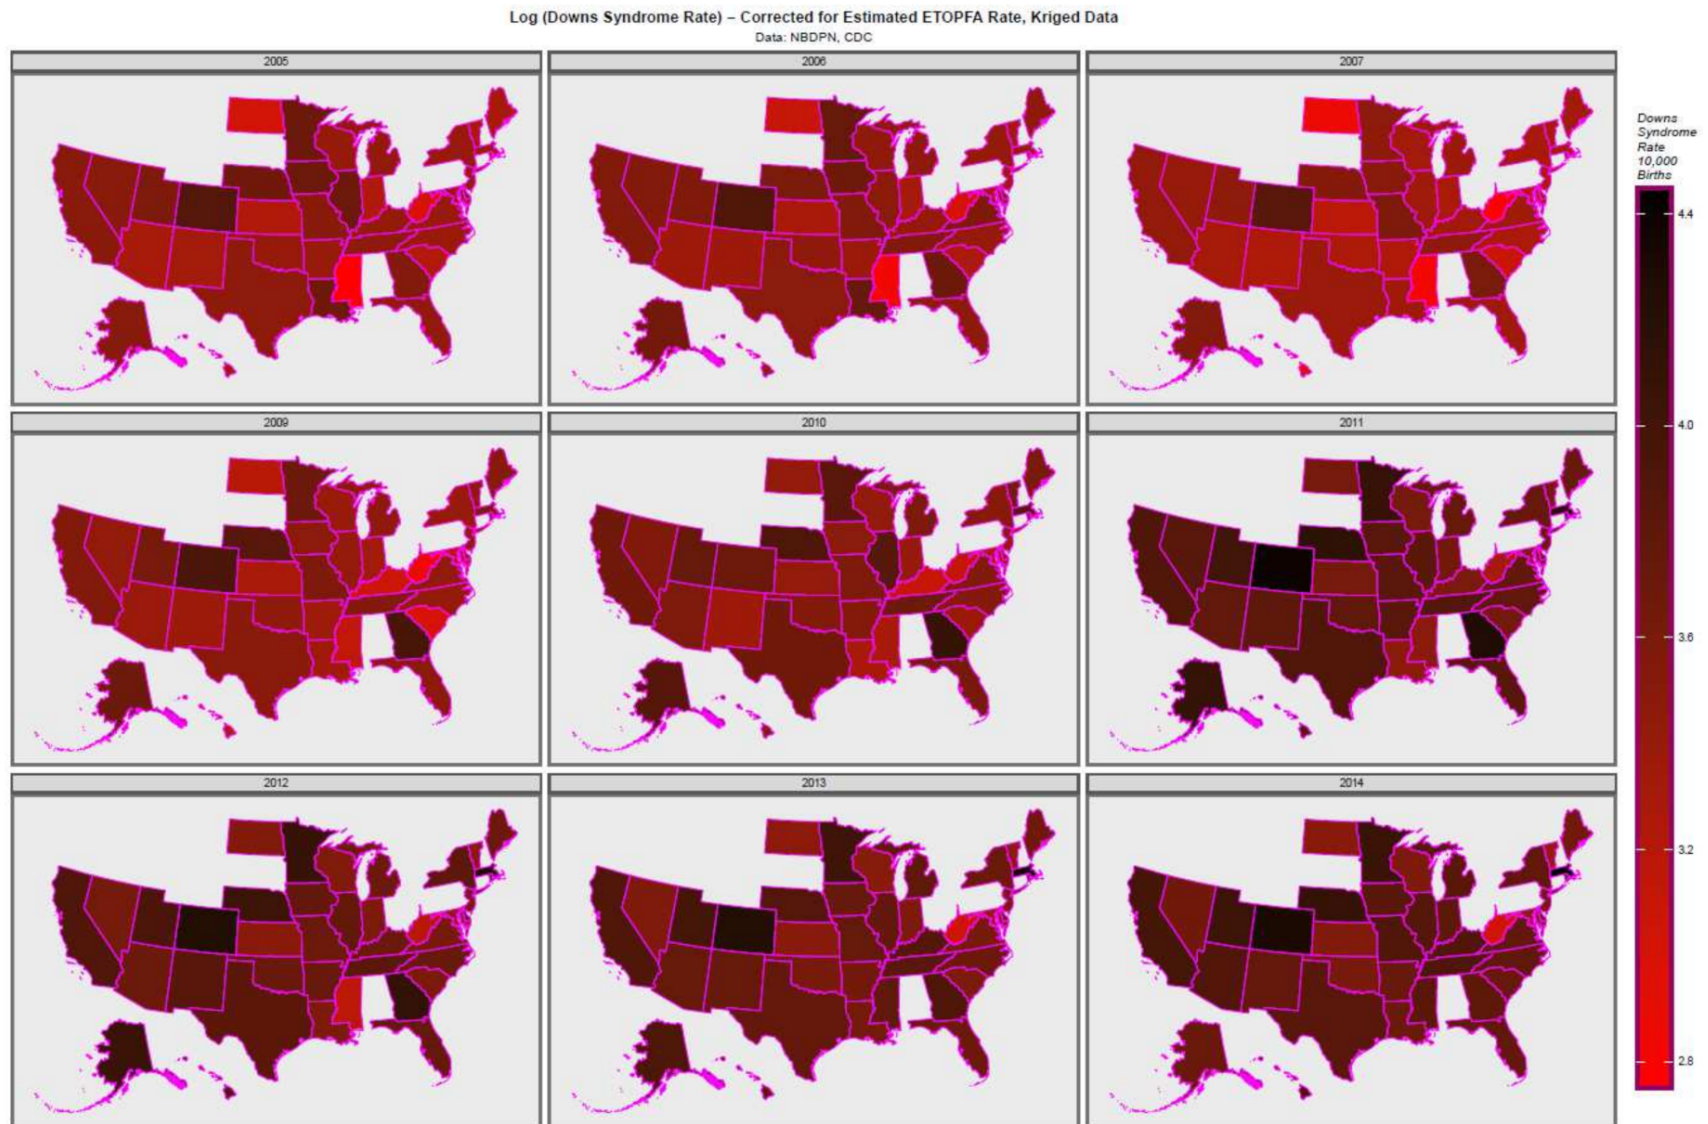 Log (Downs Syndrome Rate) – Corrected for Estimated ETOPFA Rate, Kriged Data
Data: NBDPN, CDC
2005
2006
2007
Downs
Syndrome
Rate
10,000
Births
4.4
4.0
3.6
3.2
2.8
2009
2010
2011
2012
2013
2014